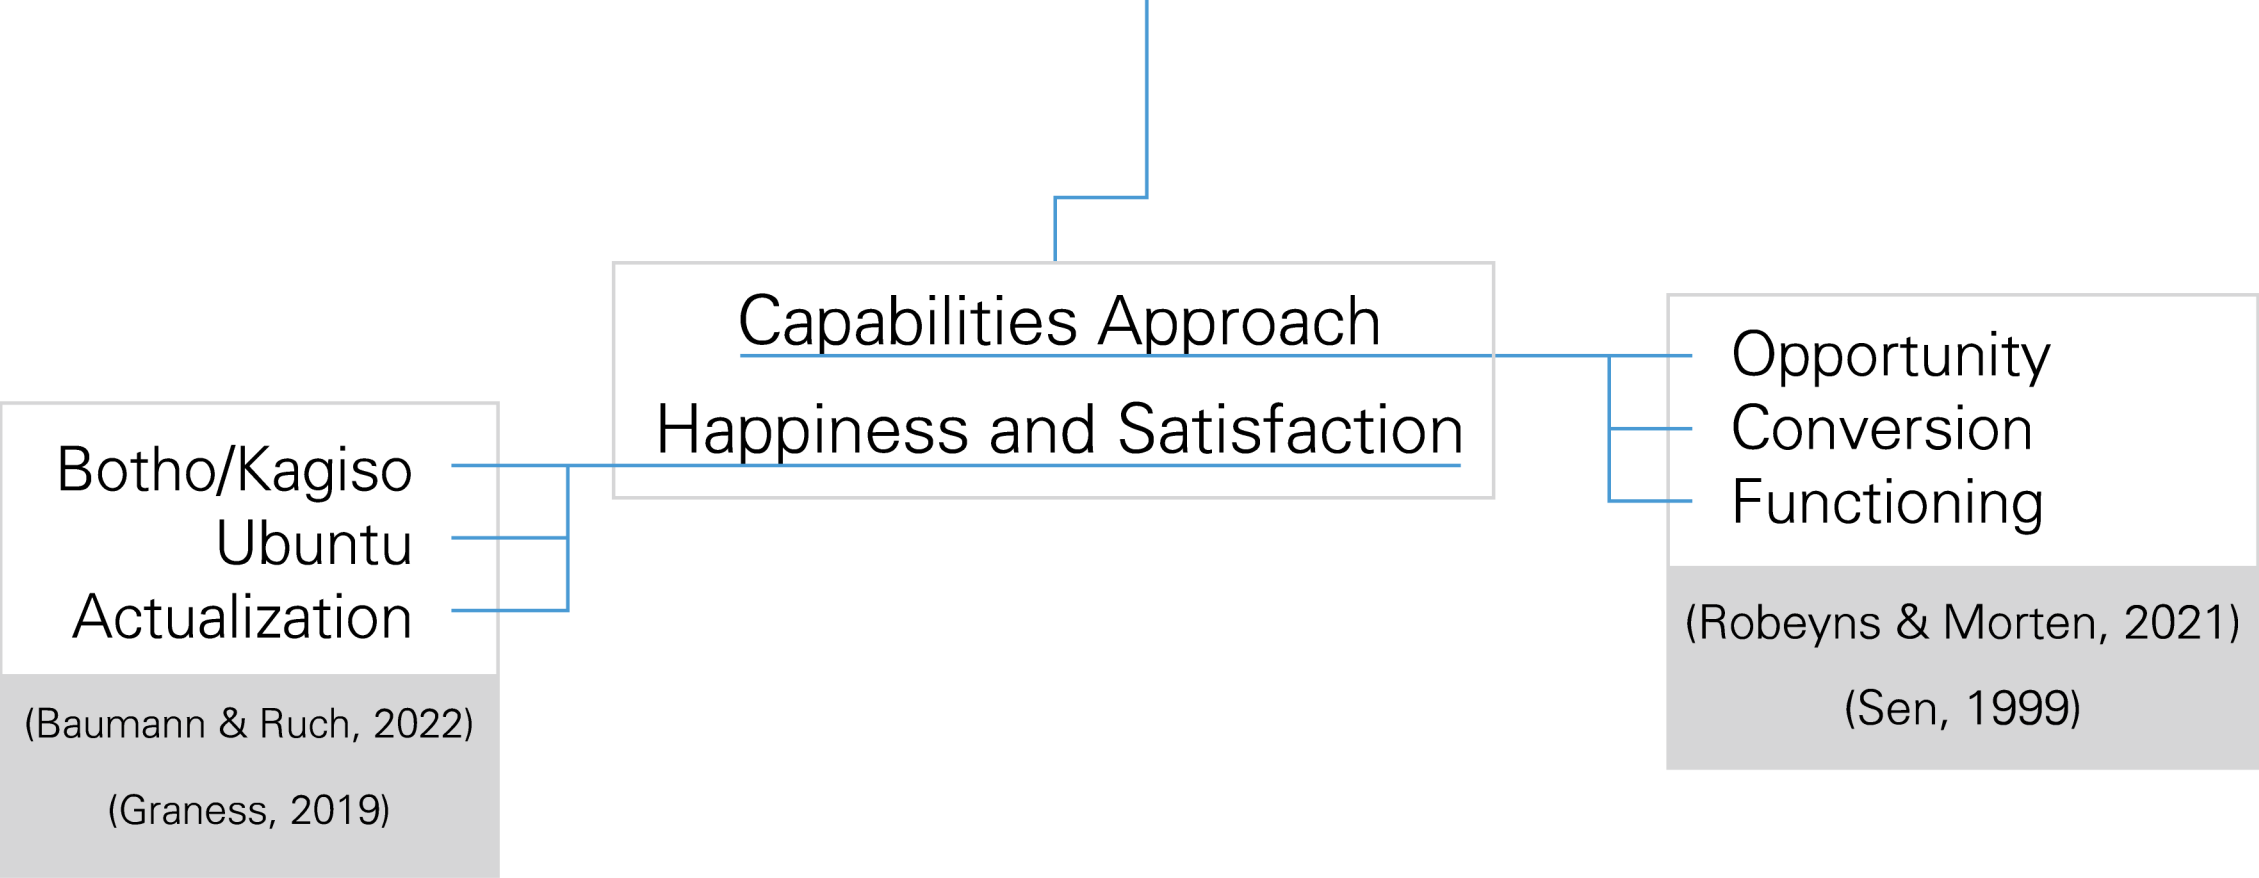 Capabilities Approach
Happiness and Satisfaction
Botho/Kagiso
Ubuntu
Actualization
(Baumann & Ruch, 2022)
(Graness, 2019)
Opportunity
Conversion
Functioning
(Robeyns & Morten, 2021)
(Sen, 1999)